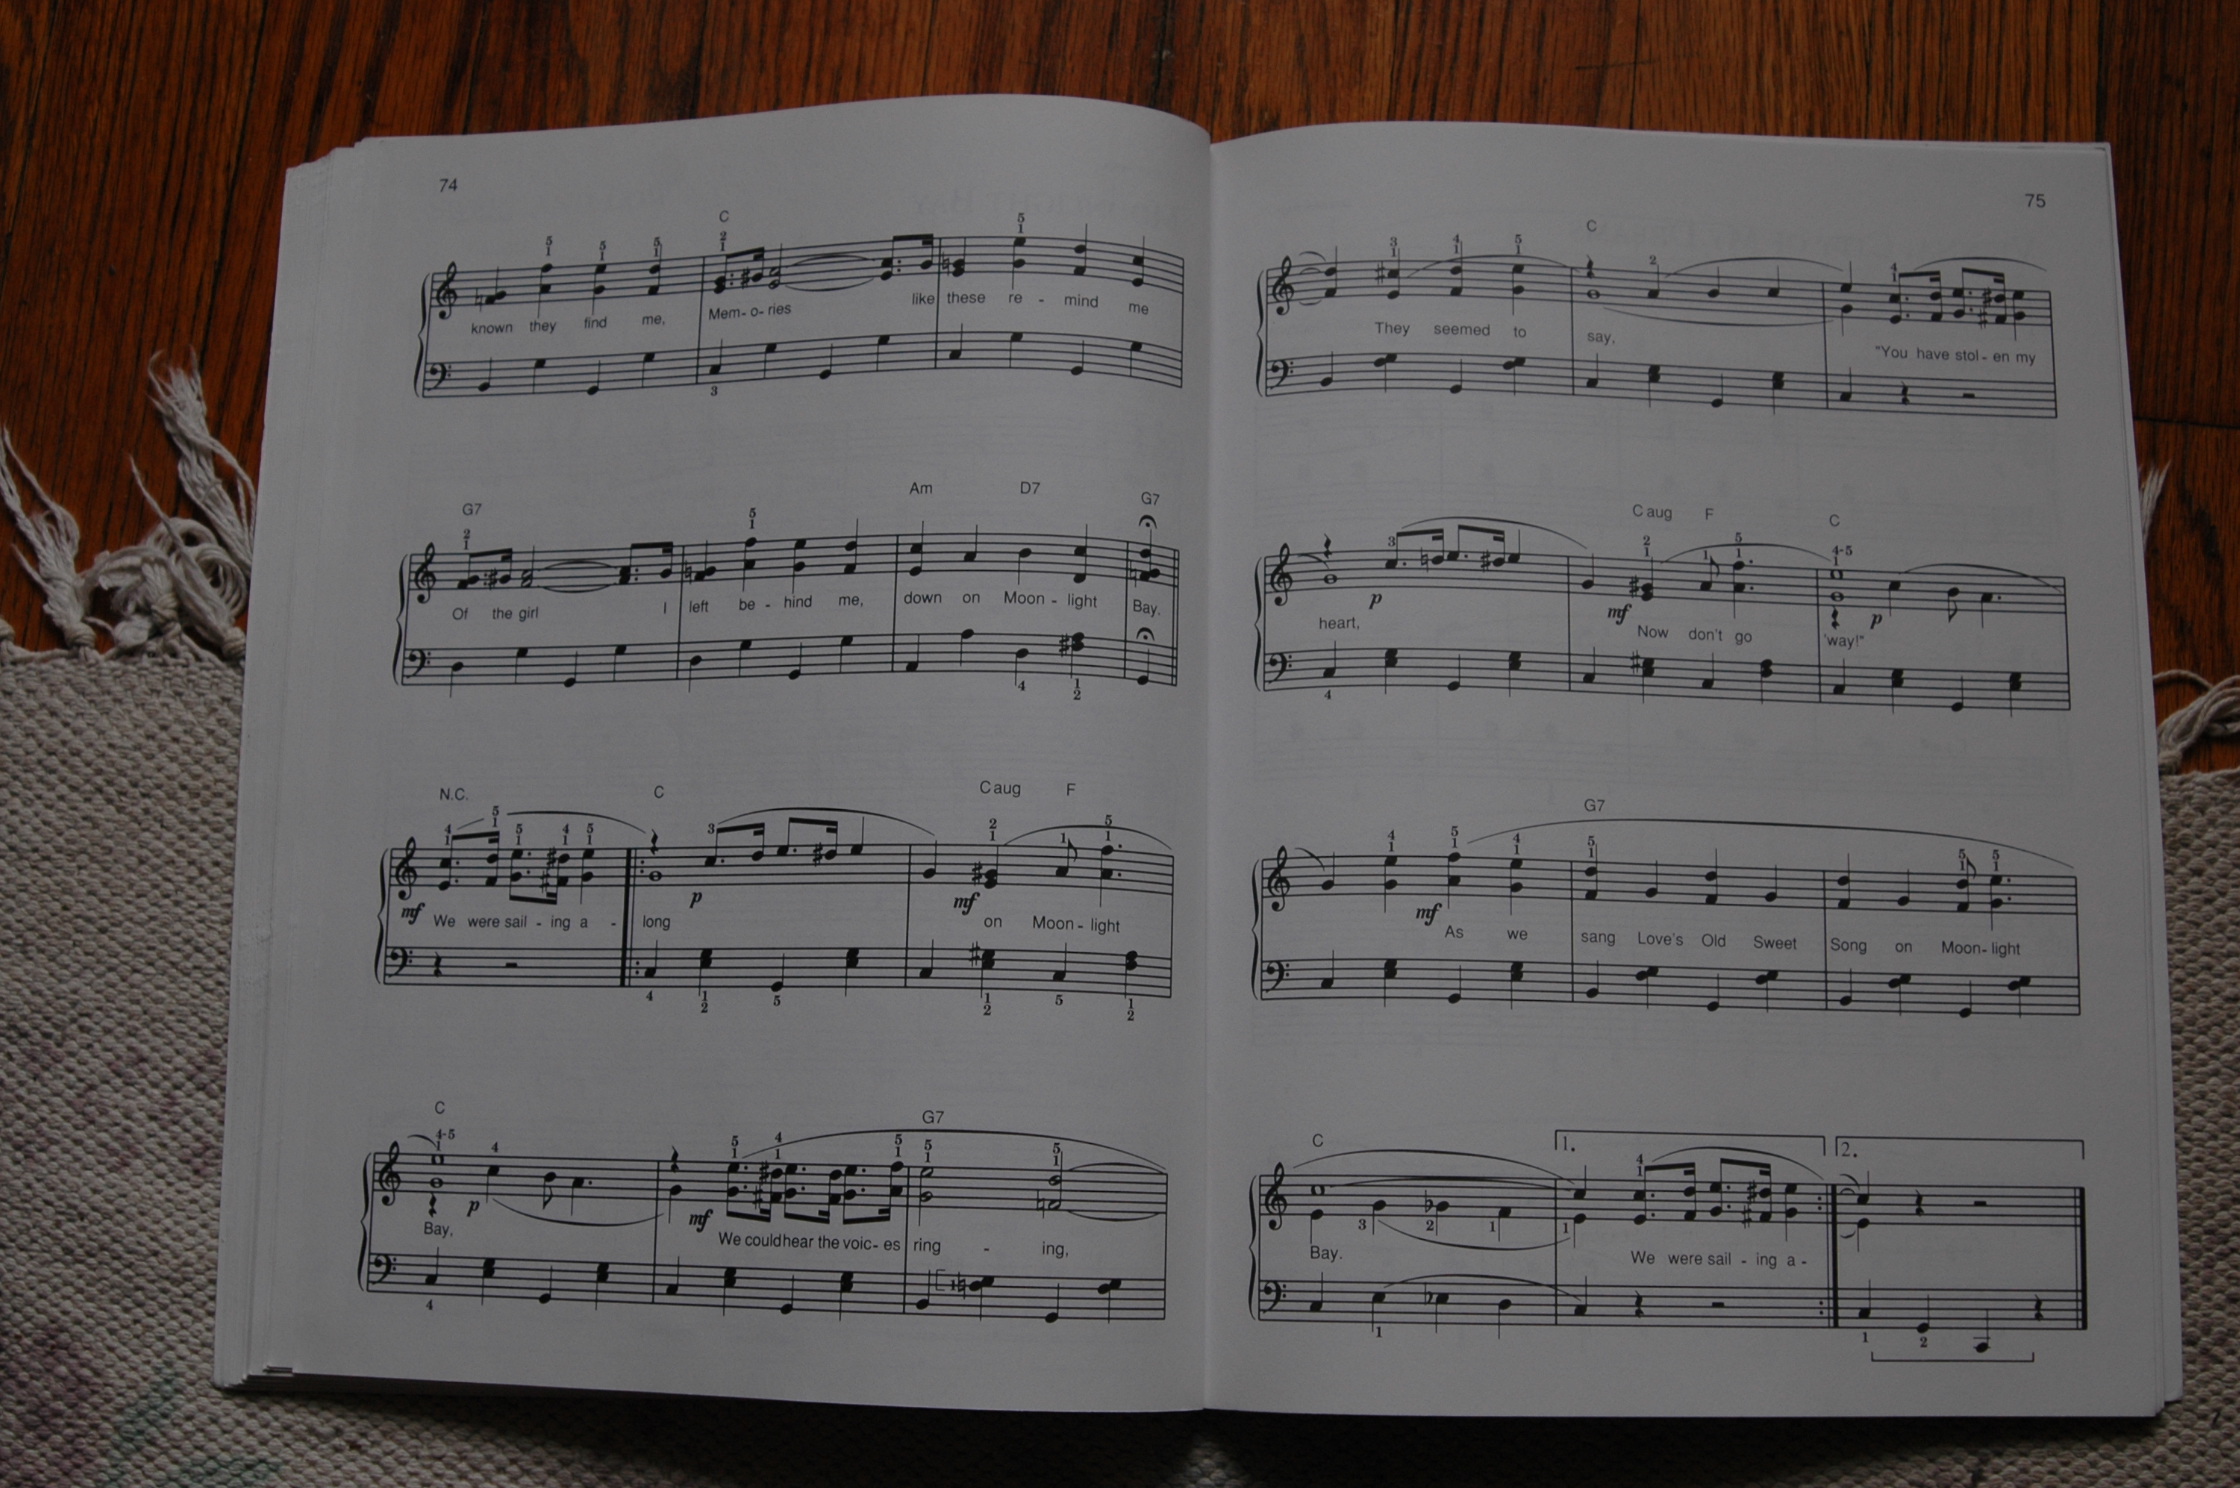 74
C
known they find me, Mem-o-ries like these re - mind me
G7 Am D7 G7
Of the girl I left be - hind me, down on Moon - light Bay.
N.C. C C aug F
mf p mf
We were sail - ing a - long on Moon - light
C G7
p mf
Bay, We could hear the voic - es ring - ing,
75
C
They seemed to say, "You have stol - en my
C aug F C
p mf p
heart, Now don't go 'way!"
G7
mf
As we sang Love's Old Sweet Song on Moon - light
C 1. 2.
Bay. We were sail - ing a -